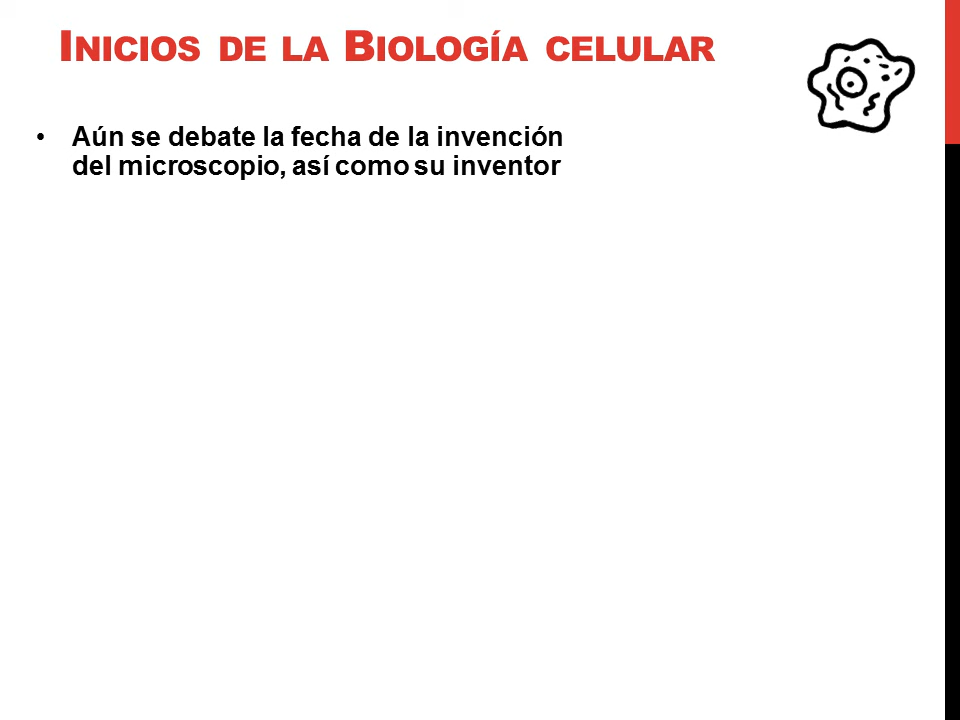 Inicios de la Biología celular
• Aún se debate la fecha de la invención
del microscopio, así como su inventor